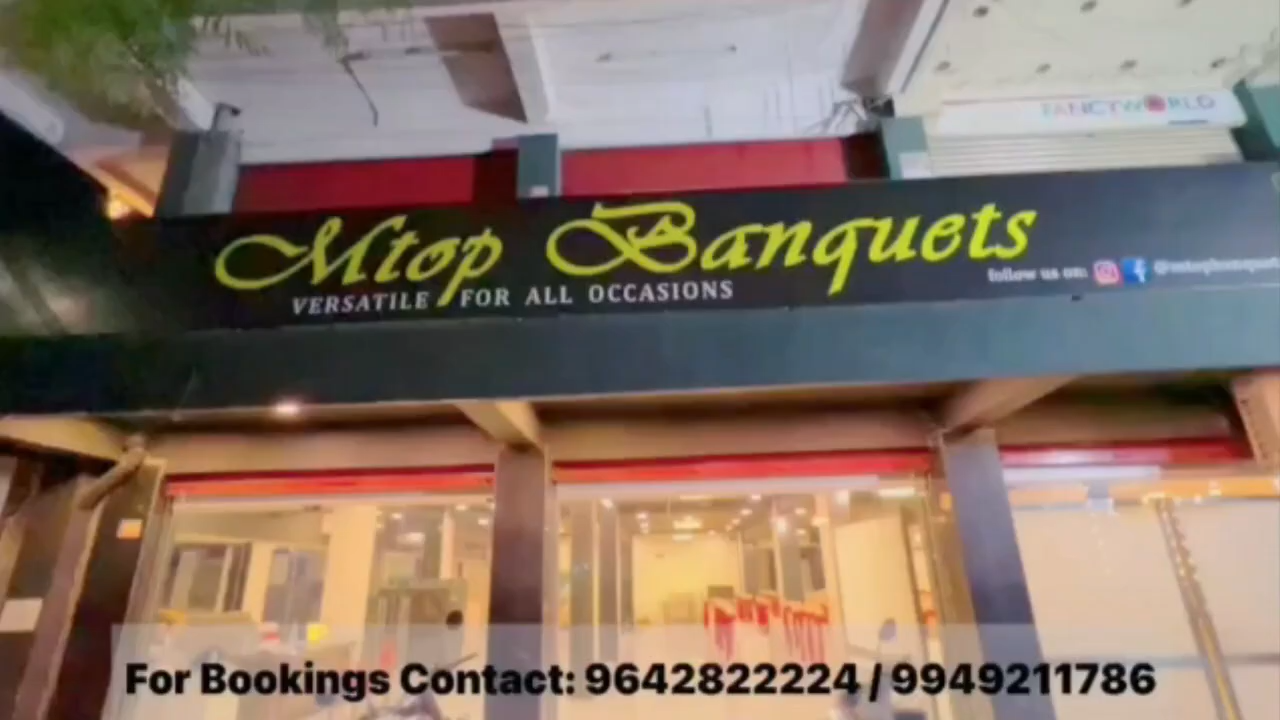 Mtop Banquets
VERSATILE FOR ALL OCCASIONS
follow us on:
For Bookings Contact: 9642822224 / 9949211786